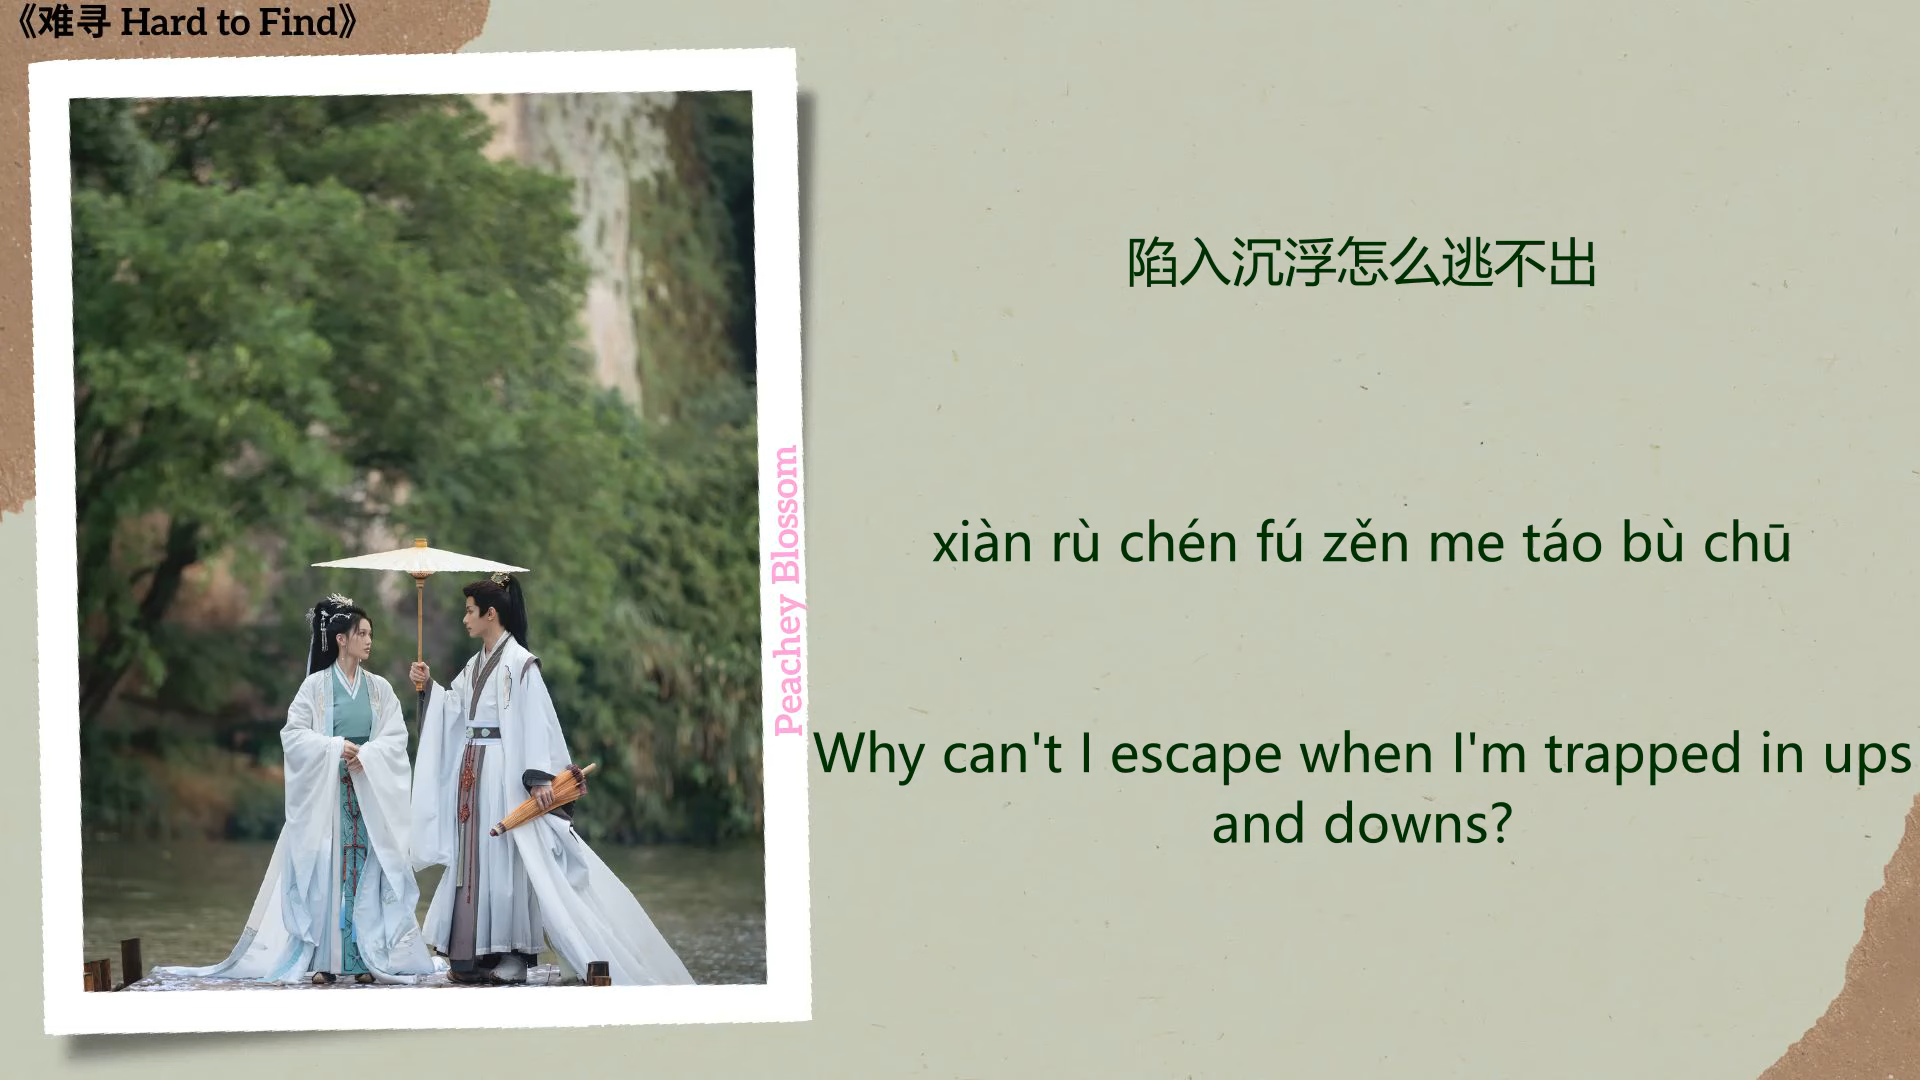 《难寻 Hard to Find》
陷入沉浮怎么逃不出
xiàn rù chén fú zěn me táo bù chū
Why can't I escape when I'm trapped in ups
and downs?
Peachey Blossom